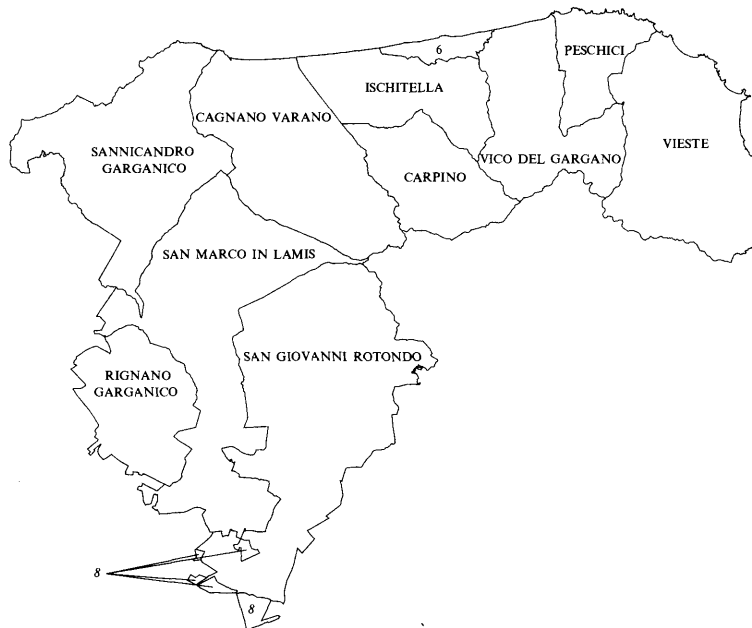 6
PESCHICI
ISCHITELLA
CAGNANO VARANO
VIESTE
SANNICANDRO
GARGANICO
VICO DEL GARGANO
CARPINO
SAN MARCO IN LAMIS
SAN GIOVANNI ROTONDO
RIGNANO
GARGANICO
8
8